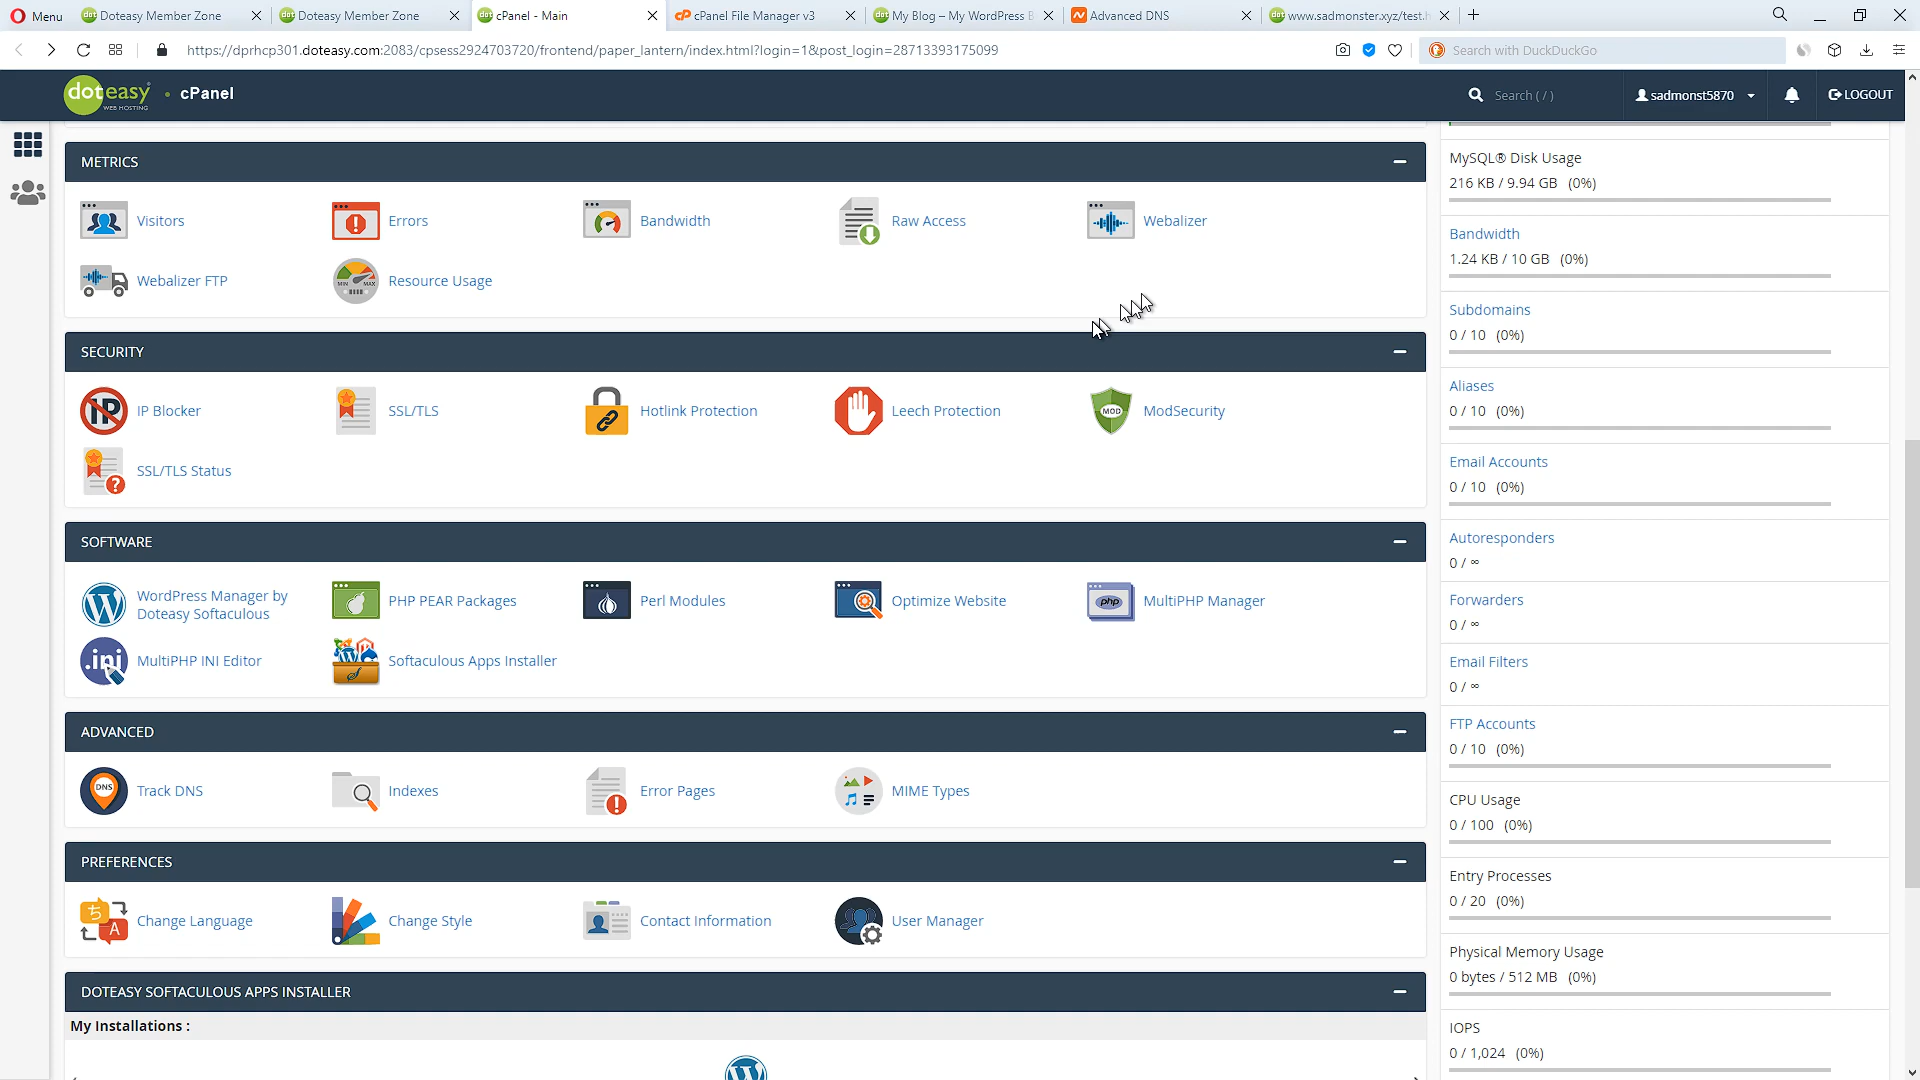 Menu
Doteasy Member Zone
Doteasy Member Zone
cPanel - Main
cPanel File Manager v3
My Blog – My WordPress B
Advanced DNS
www.sadmonster.xyz/test.h
https://dprhcp301.doteasy.com:2083/cpsess2924703720/frontend/paper_lantern/index.html?login=1&post_login=28713393175099
Search with DuckDuckGo
doteasy
WEB HOSTING
cPanel
Search ( / )
sadmonst5870
LOGOUT
METRICS
Visitors
Errors
Bandwidth
Raw Access
Webalizer
Webalizer FTP
MIN MAX
Resource Usage
SECURITY
IP
IP Blocker
SSL/TLS
Hotlink Protection
Leech Protection
MOD
ModSecurity
SSL/TLS Status
SOFTWARE
WordPress Manager by
Doteasy Softaculous
PHP PEAR Packages
Perl Modules
Optimize Website
php
MultiPHP Manager
.ini
MultiPHP INI Editor
Softaculous Apps Installer
ADVANCED
DNS
Track DNS
Indexes
Error Pages
MIME Types
PREFERENCES
ち
A
Change Language
Change Style
Contact Information
User Manager
DOTEASY SOFTACULOUS APPS INSTALLER
My Installations :
MySQL® Disk Usage
216 KB / 9.94 GB (0%)
Bandwidth
1.24 KB / 10 GB (0%)
Subdomains
0 / 10 (0%)
Aliases
0 / 10 (0%)
Email Accounts
0 / 10 (0%)
Autoresponders
0 / ∞
Forwarders
0 / ∞
Email Filters
0 / ∞
FTP Accounts
0 / 10 (0%)
CPU Usage
0 / 100 (0%)
Entry Processes
0 / 20 (0%)
Physical Memory Usage
0 bytes / 512 MB (0%)
IOPS
0 / 1,024 (0%)